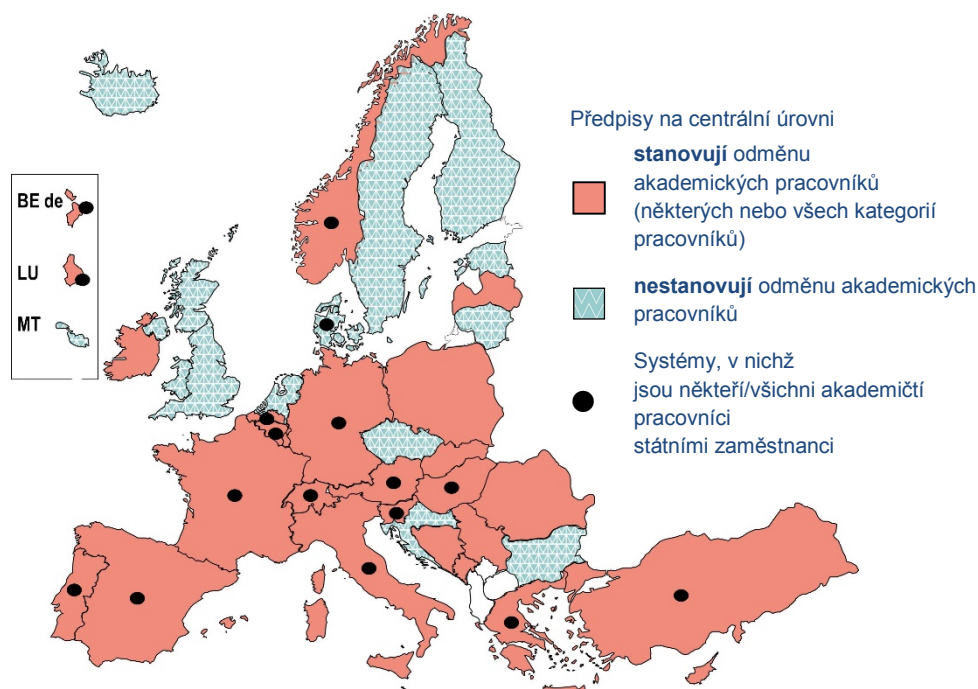 Předpisy na centrální úrovni
stanovují odměnu
akademických pracovníků
(některých nebo všech kategorií
pracovníků)
nestanovují odměnu akademických
pracovníků
Systémy, v nichž
jsou někteří/všichni akademičtí
pracovníci
státními zaměstnanci
BE de
LU
MT